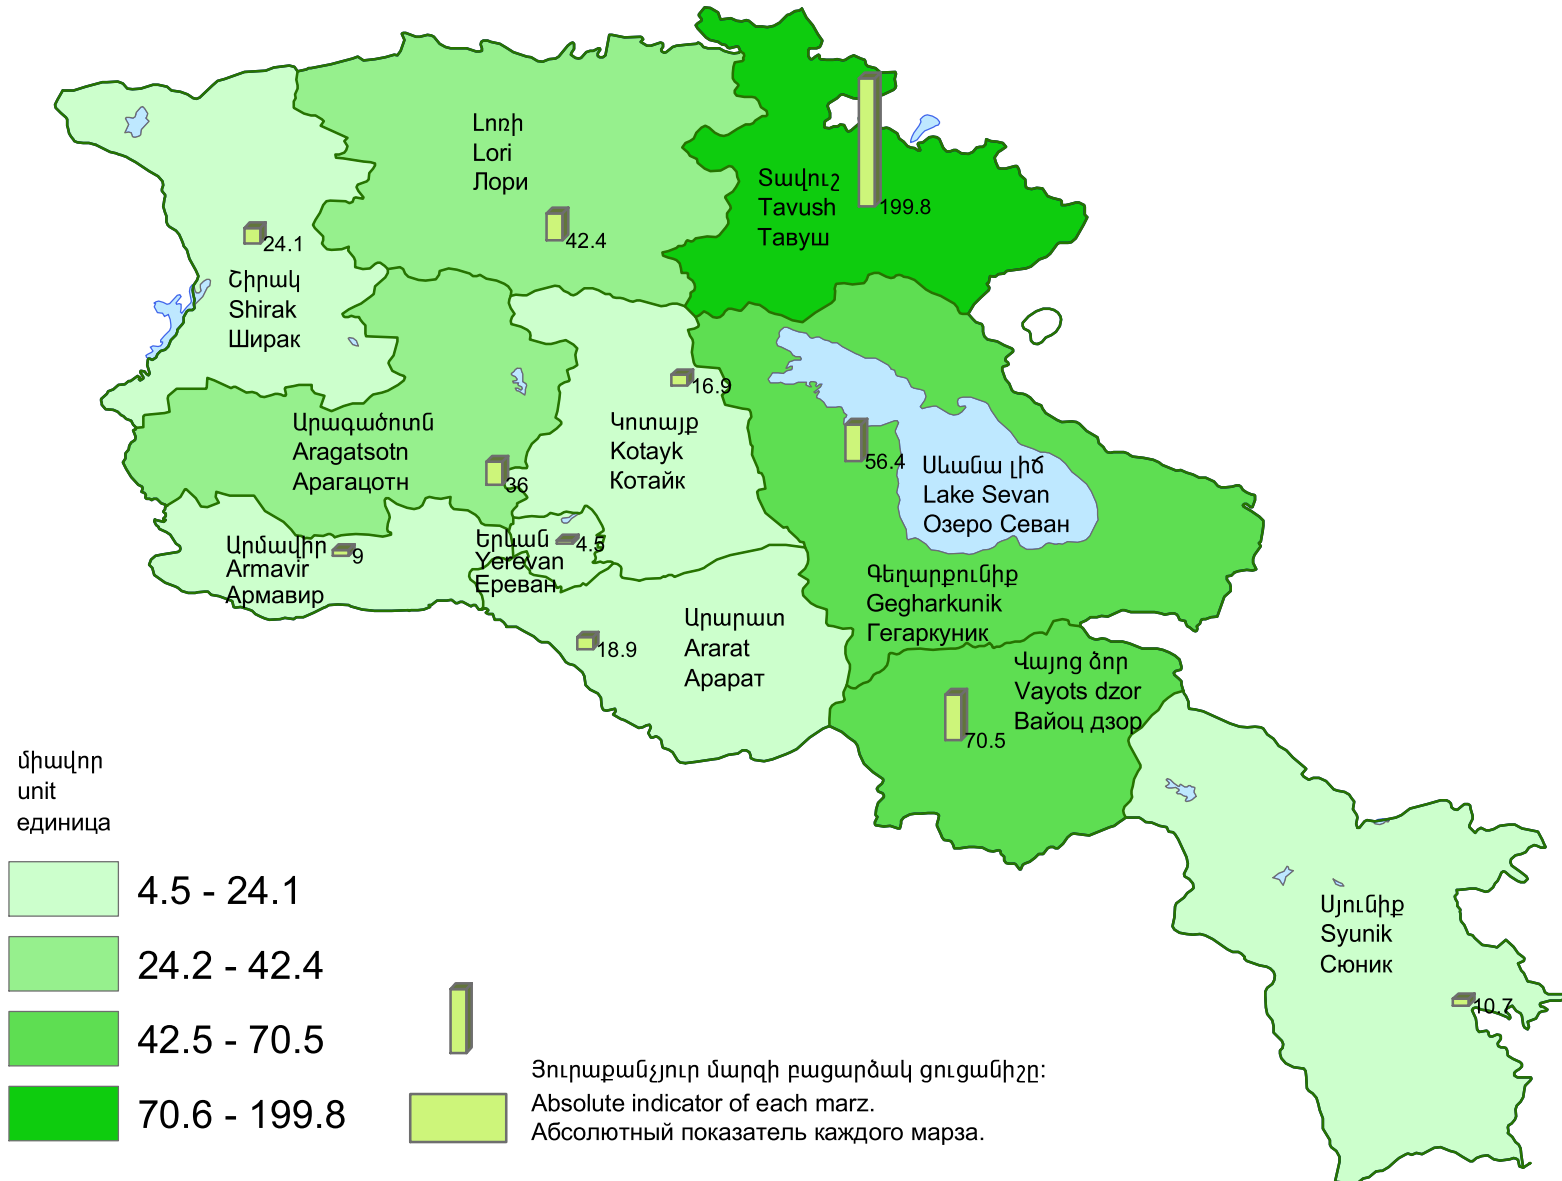 Լոռի
Lori
Лори
42.4
Տավուշ
Tavush
Тавуш
199.8
24.1
Շիրակ
Shirak
Ширак
16.9
Արագածոտն
Aragatsotn
Арагацотн
36
Կոտայք
Kotayk
Котайк
56.4
Սևանա լիճ
Lake Sevan
Озеро Севан
Արմավիր
Armavir
Армавир
9
Երևան
Yerevan
Ереван
4.5
Գեղարքունիք
Gegharkunik
Гегаркуник
Արարատ
Ararat
Арарат
18.9
Վայոց ձոր
Vayots dzor
Вайоц дзор
70.5
Սյունիք
Syunik
Сюник
10.7
միավոր
unit
единица
4.5 - 24.1
24.2 - 42.4
42.5 - 70.5
70.6 - 199.8
Յուրաքանչյուր մարզի բացարձակ ցուցանիշը:
Absolute indicator of each marz.
Абсолютный показатель каждого марза.